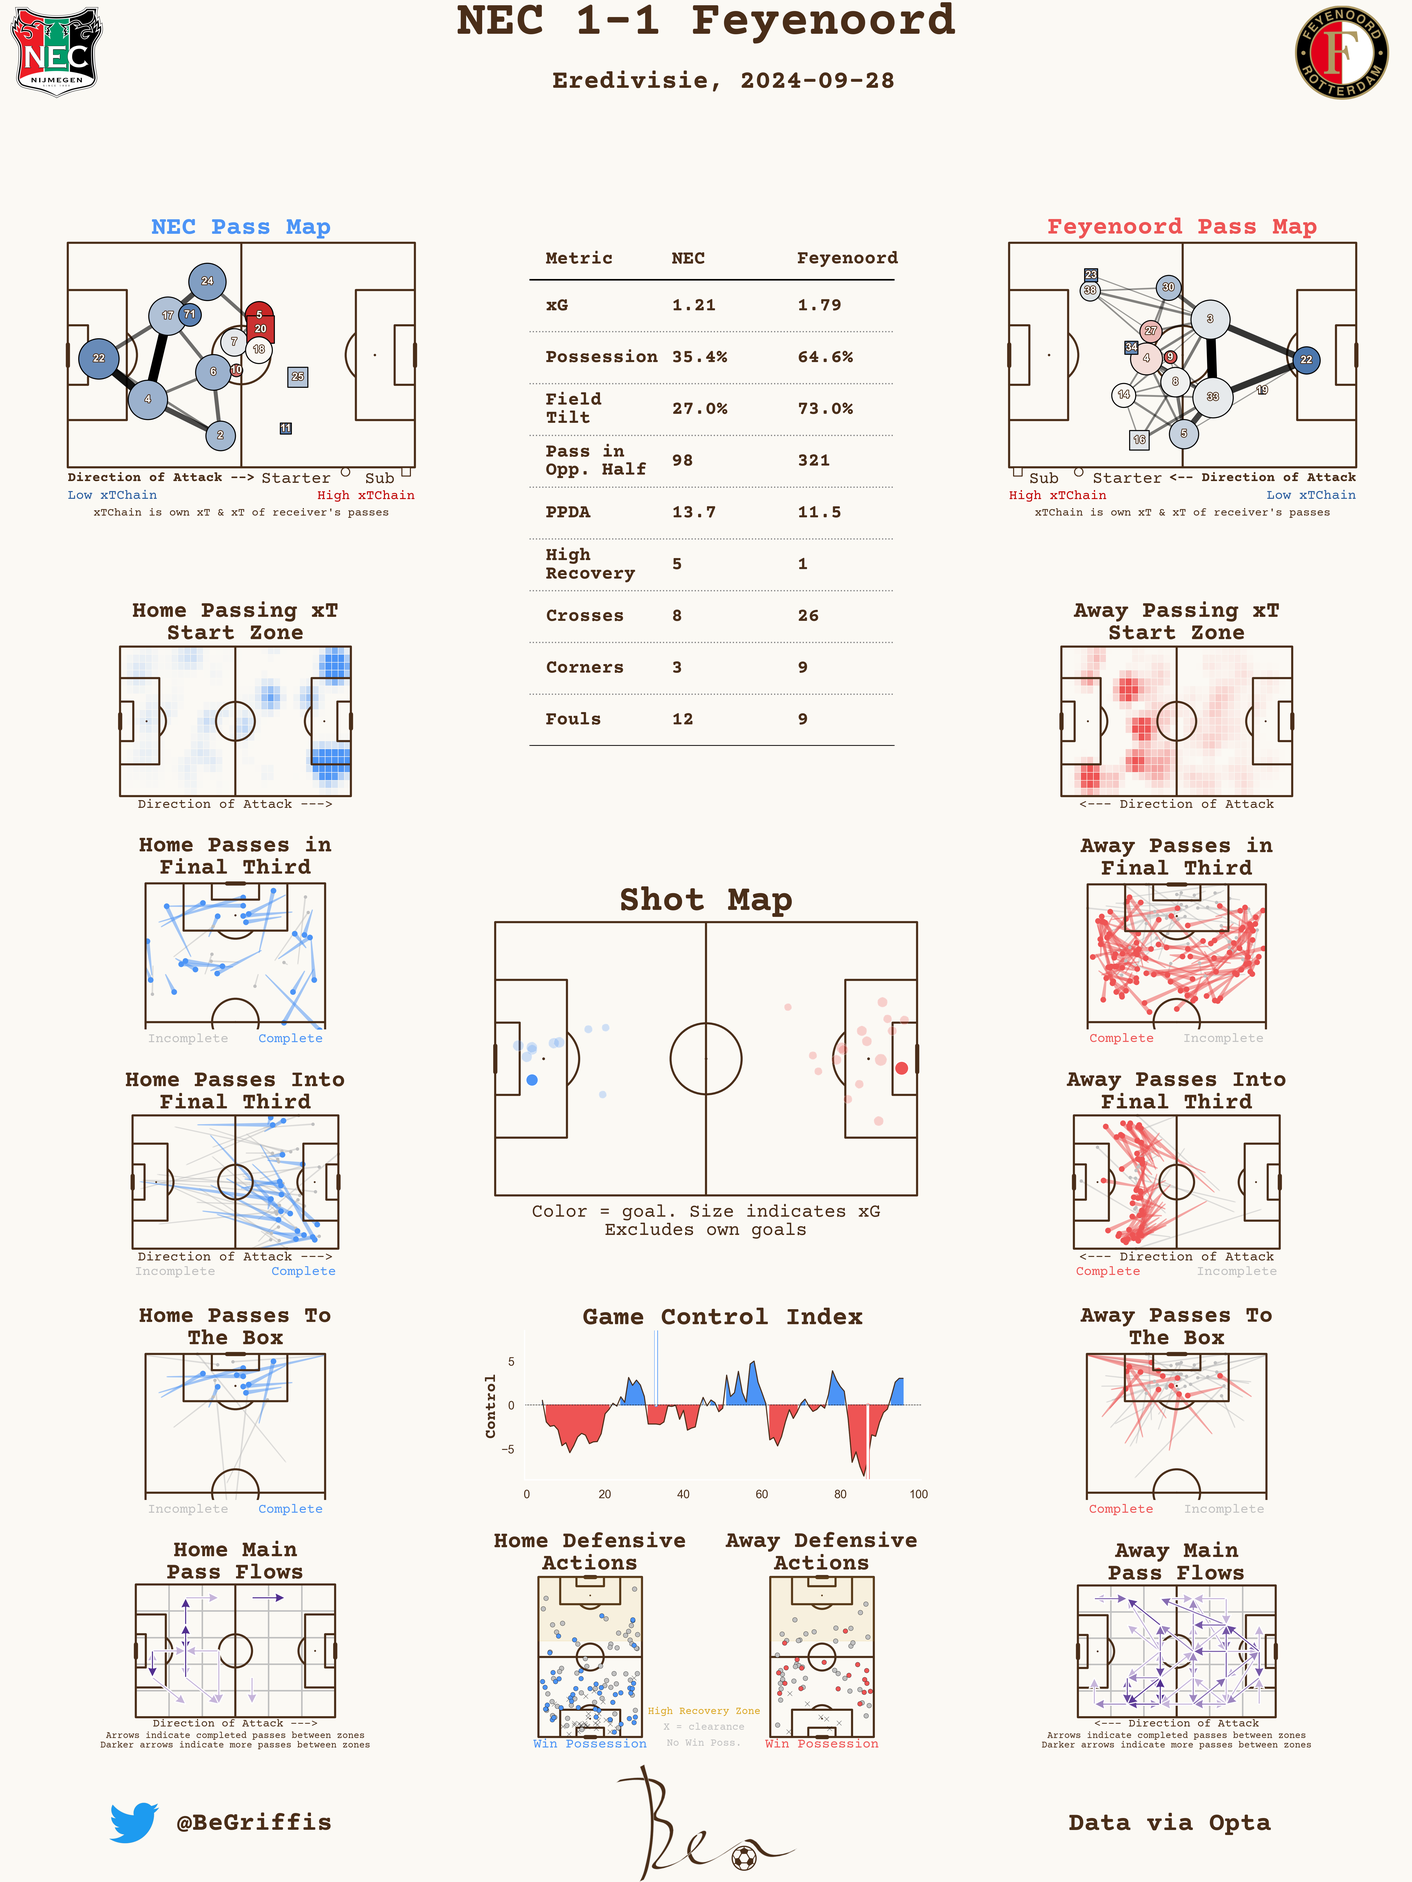 NEC 1-1 Feyenoord
Eredivisie, 2024-09-28
NEC
NIJMEGEN
FEYENOORD
F
ROTTERDAM
NEC Pass Map
24
17
71
5
20
7
18
22
6
10
25
4
2
11
Direction of Attack --> Starter Sub
Low xTChain High xTChain
xTChain is own xT & xT of receiver's passes
Metric NEC Feyenoord
xG 1.21 1.79
Possession 35.4% 64.6%
Field
Tilt 27.0% 73.0%
Pass in
Opp. Half 98 321
PPDA 13.7 11.5
High
Recovery 5 1
Crosses 8 26
Corners 3 9
Fouls 12 9
Feyenoord Pass Map
23
38
30
3
27
34
4
9
22
8
14
33
19
16
5
Sub Starter <-- Direction of Attack
High xTChain Low xTChain
xTChain is own xT & xT of receiver's passes
Home Passing xT
Start Zone
Direction of Attack --->
Away Passing xT
Start Zone
<--- Direction of Attack
Home Passes in
Final Third
Incomplete Complete
Away Passes in
Final Third
Complete Incomplete
Shot Map
Color = goal. Size indicates xG
Excludes own goals
Home Passes Into
Final Third
Direction of Attack --->
Incomplete Complete
Away Passes Into
Final Third
<--- Direction of Attack
Complete Incomplete
Home Passes To
The Box
Incomplete Complete
Game Control Index
Control
5
0
−5
0 20 40 60 80 100
Away Passes To
The Box
Complete Incomplete
Home Main
Pass Flows
Direction of Attack --->
Arrows indicate completed passes between zones
Darker arrows indicate more passes between zones
Home Defensive
Actions
Win Possession
Away Defensive
Actions
Win Possession
High Recovery Zone
X = clearance
No Win Poss.
Away Main
Pass Flows
<--- Direction of Attack
Arrows indicate completed passes between zones
Darker arrows indicate more passes between zones
@BeGriffis
Ben
Data via Opta